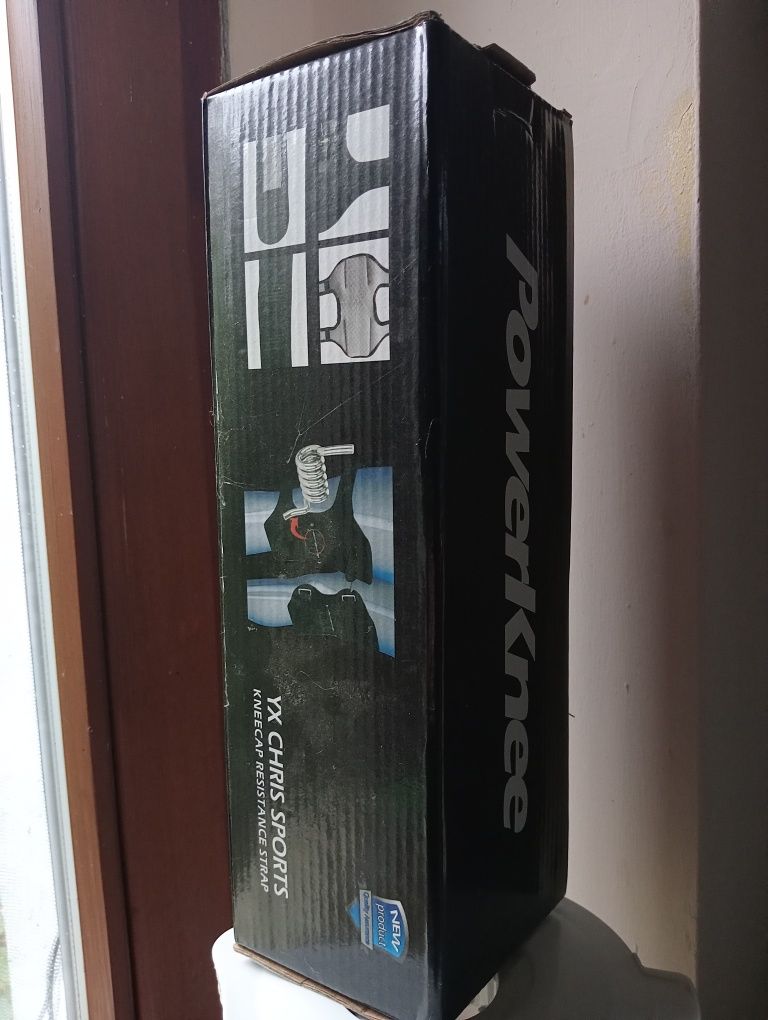 PowerKnee
YX CHRIS SPORTS
KNEECAP RESISTANCE STRAP
NEW
product